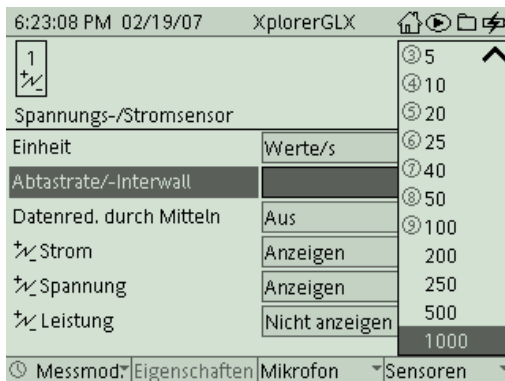 6:23:08 PM 02/19/07 XplorerGLX
1
Spannungs-/Stromsensor
Einheit Werte/s
Abtastrate/-Interwall
Datenred. durch Mitteln Aus
Strom Anzeigen
Spannung Anzeigen
Leistung Nicht anzeigen
③5
④10
⑤20
⑥25
⑦40
⑧50
⑨100
200
250
500
1000
Messmod. Eigenschaften Mikrofon Sensoren